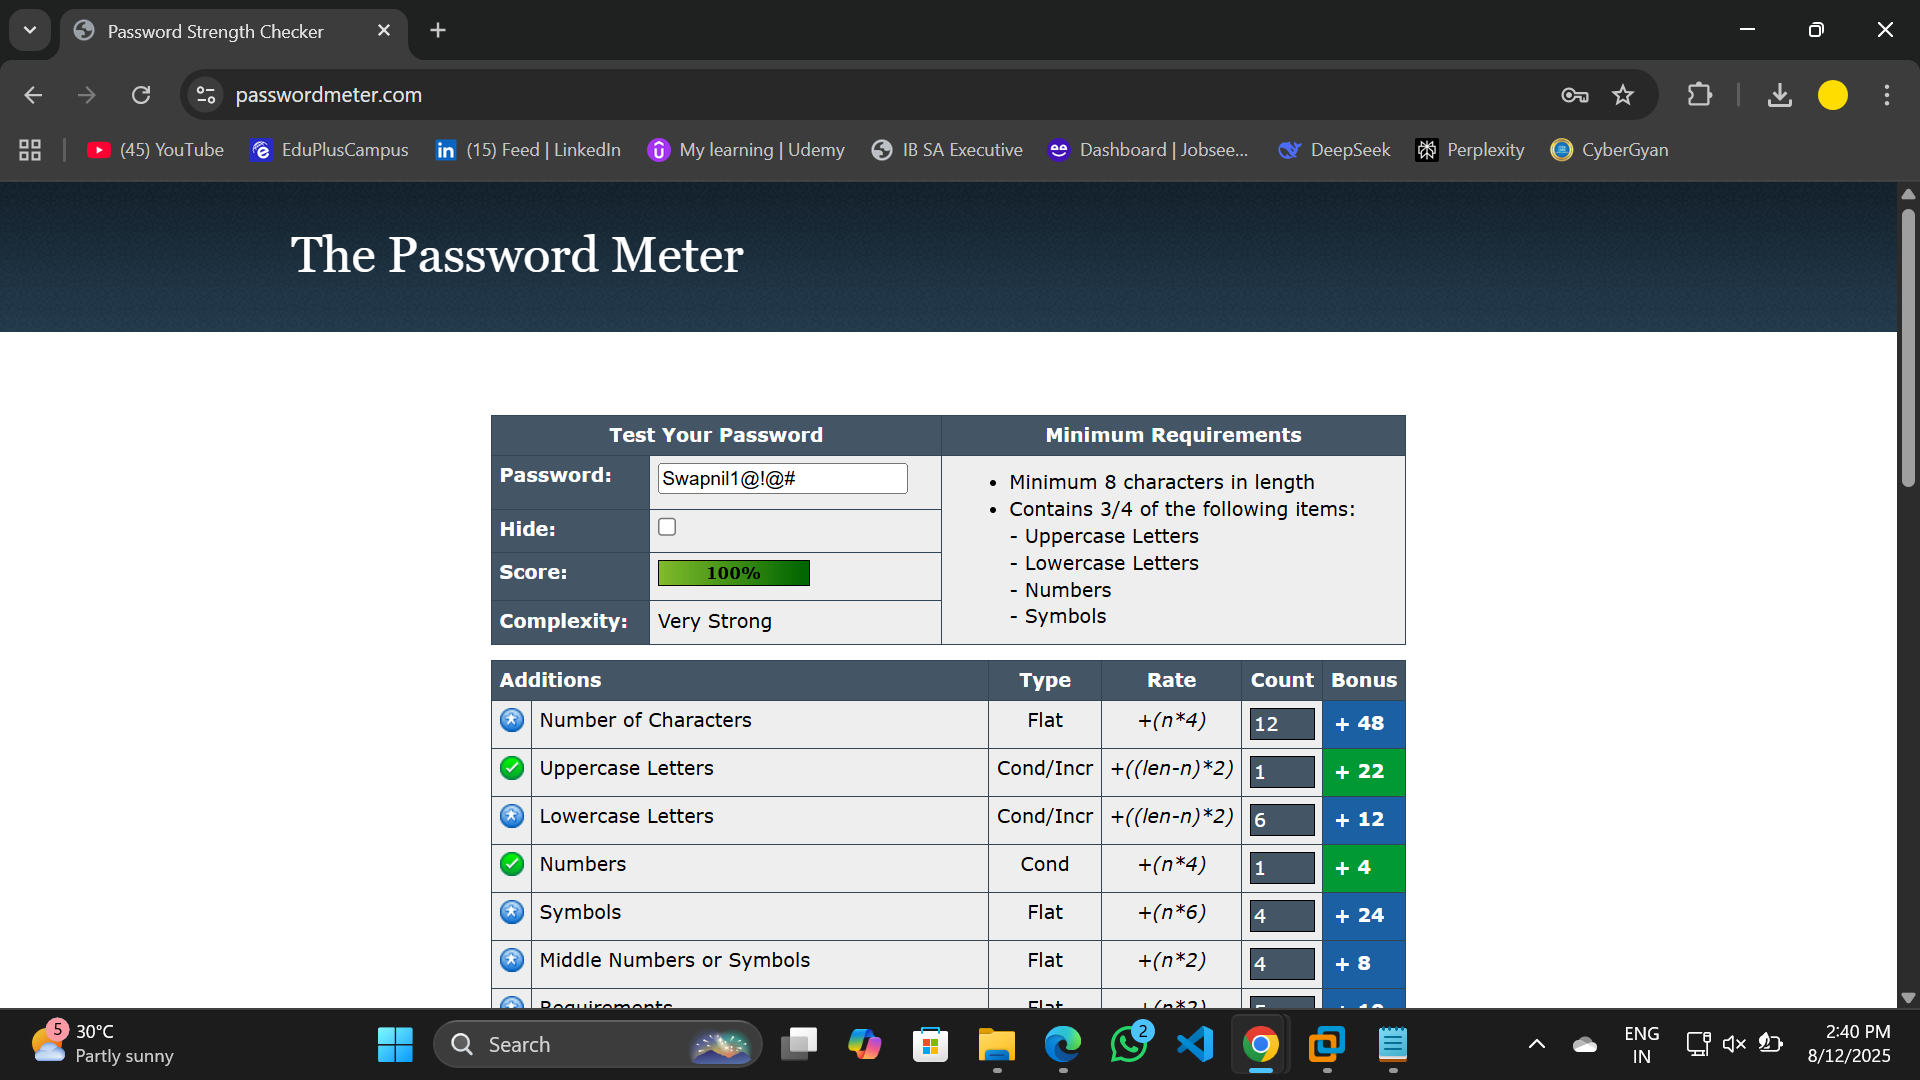 Password Strength Checker
passwordmeter.com
(45) YouTube
EduPlusCampus
(15) Feed | LinkedIn
My learning | Udemy
IB SA Executive
Dashboard | Jobsee...
DeepSeek
Perplexity
CyberGyan
The Password Meter
Test Your Password
Minimum Requirements
Password:
Swapnil1@!@#
Hide:
Score:
100%
Complexity:
Very Strong
• Minimum 8 characters in length
• Contains 3/4 of the following items:
- Uppercase Letters
- Lowercase Letters
- Numbers
- Symbols
Additions Type Rate Count Bonus
Number of Characters Flat +(n*4) 12 + 48
Uppercase Letters Cond/Incr +((len-n)*2) 1 + 22
Lowercase Letters Cond/Incr +((len-n)*2) 6 + 12
Numbers Cond +(n*4) 1 + 4
Symbols Flat +(n*6) 4 + 24
Middle Numbers or Symbols Flat +(n*2) 4 + 8
Requirements Flat +(n*2) 5 + 10
5
30°C
Partly sunny
Search
2
ENG
IN
2:40 PM
8/12/2025